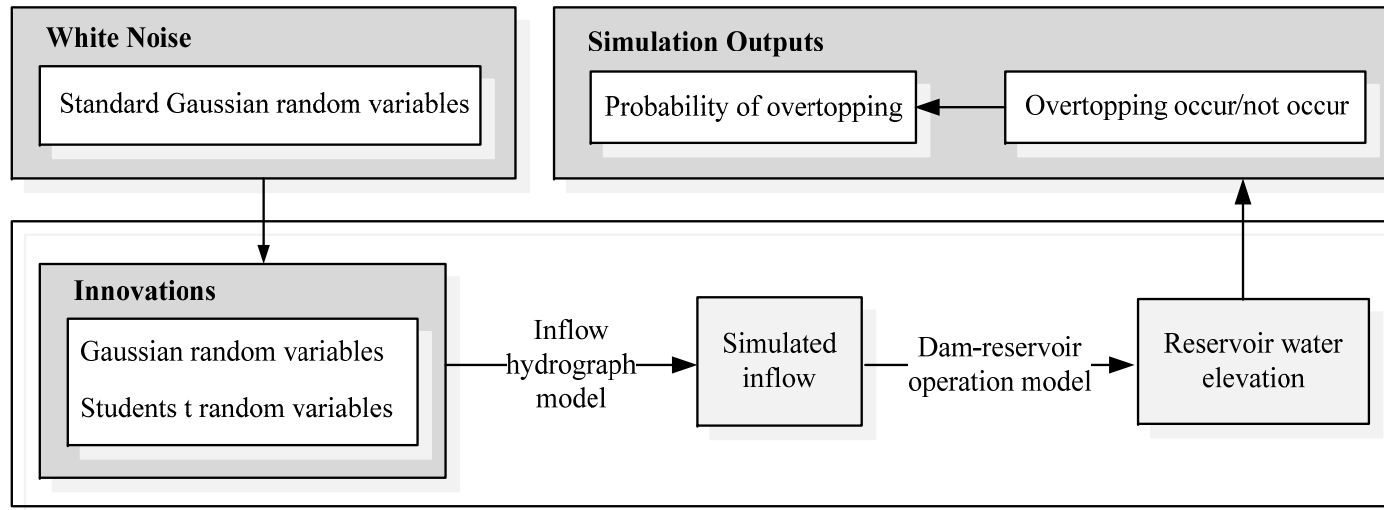 White Noise
Standard Gaussian random variables
Simulation Outputs
Probability of overtopping
Overtopping occur/not occur
Innovations
Gaussian random variables
Students t random variables
Inflow
hydrograph
model
Simulated
inflow
Dam-reservoir
operation model
Reservoir water
elevation